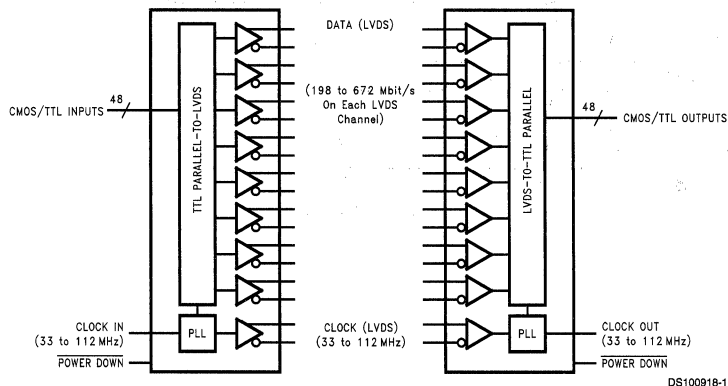 DATA (LVDS)
(198 to 672 Mbit/s
On Each LVDS
Channel)
48
CMOS/TTL INPUTS
TTL PARALLEL-TO-LVDS
LVDS-TO-TTL PARALLEL
48
CMOS/TTL OUTPUTS
CLOCK IN
(33 to 112 MHz)
PLL
CLOCK (LVDS)
(33 to 112 MHz)
PLL
CLOCK OUT
(33 to 112 MHz)
POWER DOWN
POWER DOWN
DS100918-1